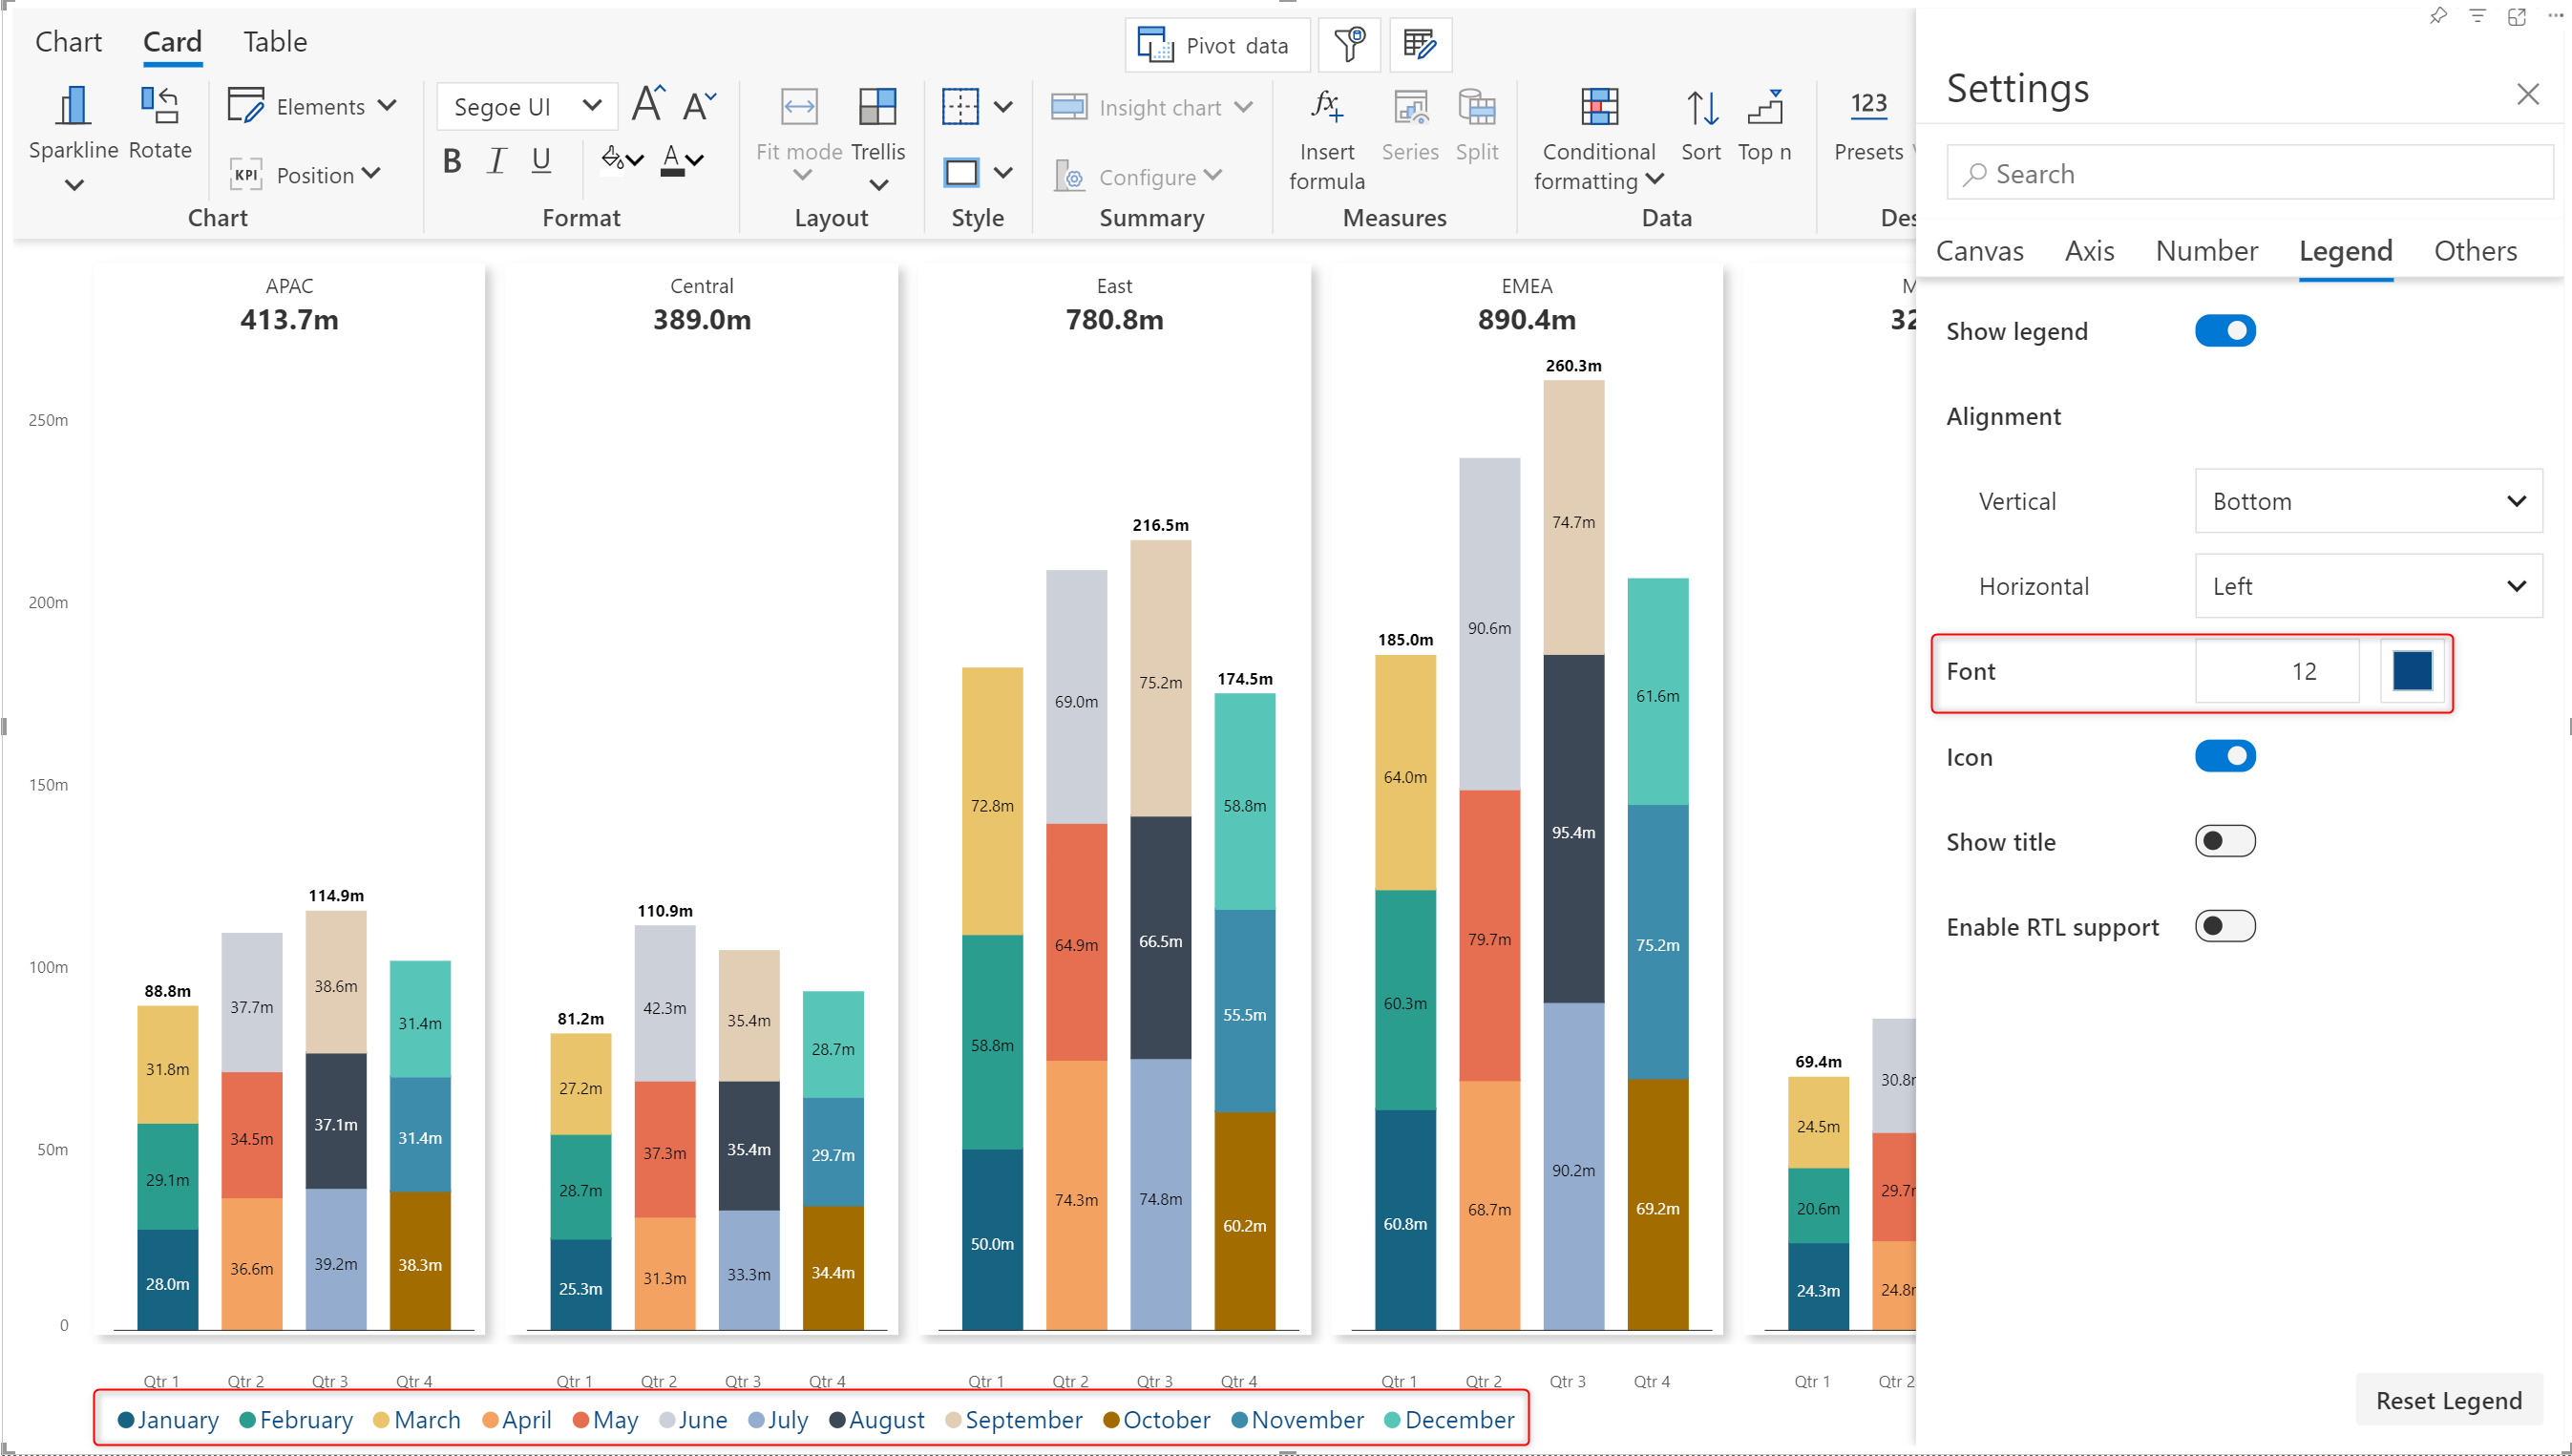 Chart Card Table
Pivot data
Settings
Search
Sparkline Rotate
Elements
KPI Position
Chart
Segoe UI A A
B I U A
Format
Fit mode Trellis
Layout
Style
Insight chart
Configure
Summary
fx
Insert formula
Series Split
Measures
Conditional formatting
Sort Top n
Data
123
Presets
Canvas Axis Number Legend Others
Show legend
Alignment
Vertical Bottom
Horizontal Left
Font 12
Icon
Show title
Enable RTL support
Reset Legend
250m
200m
150m
100m
50m
0
APAC
413.7m
88.8m
31.8m
29.1m
28.0m
37.7m
34.5m
36.6m
114.9m
38.6m
37.1m
39.2m
31.4m
31.4m
38.3m
Qtr 1 Qtr 2 Qtr 3 Qtr 4
Central
389.0m
81.2m
27.2m
28.7m
25.3m
110.9m
42.3m
37.3m
31.3m
35.4m
35.4m
33.3m
28.7m
29.7m
34.4m
Qtr 1 Qtr 2 Qtr 3 Qtr 4
East
780.8m
72.8m
58.8m
50.0m
69.0m
64.9m
74.3m
216.5m
75.2m
66.5m
74.8m
174.5m
58.8m
55.5m
60.2m
Qtr 1 Qtr 2 Qtr 3 Qtr 4
EMEA
890.4m
185.0m
64.0m
60.3m
60.8m
90.6m
79.7m
68.7m
260.3m
74.7m
95.4m
90.2m
61.6m
75.2m
69.2m
Qtr 1 Qtr 2 Qtr 3 Qtr 4
69.4m
24.5m
20.6m
24.3m
30.8
29.7
24.8
Qtr 1 Qtr 2
January February March April May June July August September October November December